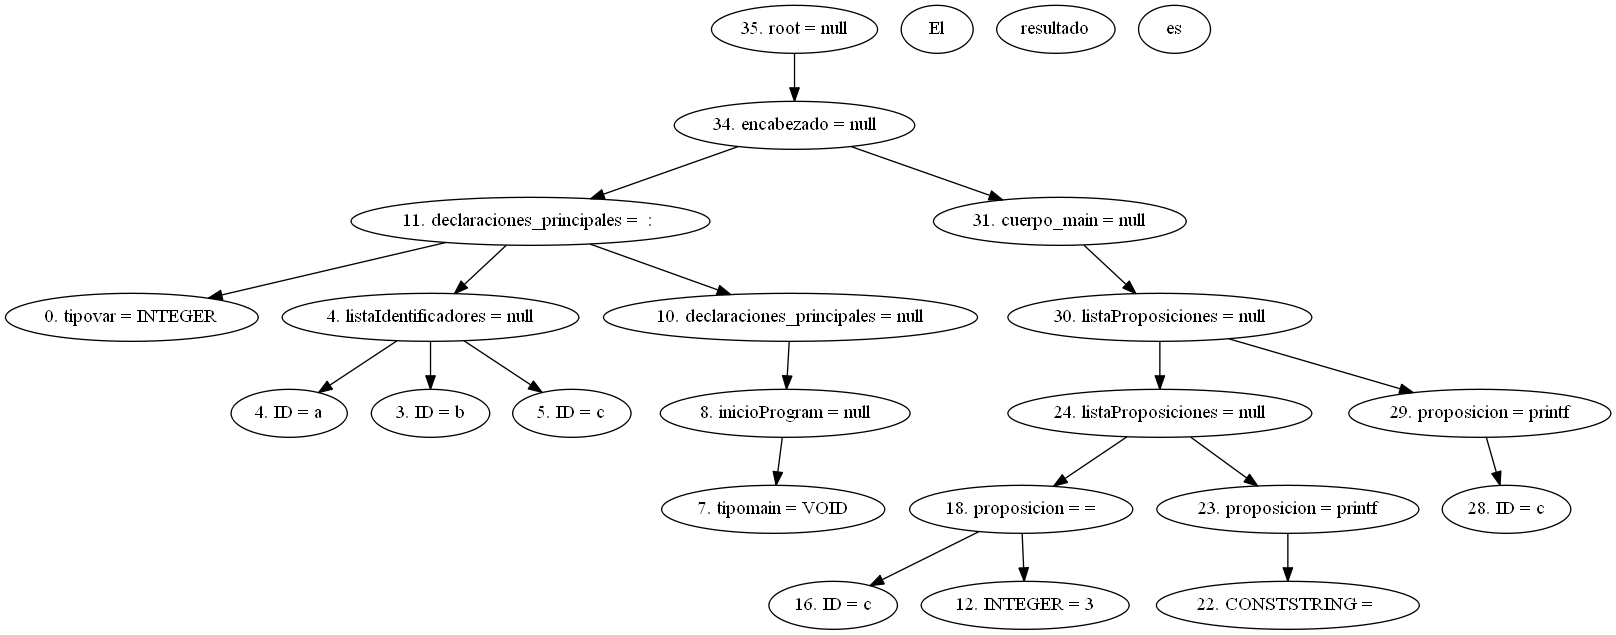 35. root = null
El
resultado
es
34. encabezado = null
11. declaraciones_principales = :
31. cuerpo_main = null
0. tipovar = INTEGER
4. listaIdentificadores = null
10. declaraciones_principales = null
30. listaProposiciones = null
4. ID = a
3. ID = b
5. ID = c
8. inicioProgram = null
24. listaProposiciones = null
29. proposicion = printf
7. tipomain = VOID
18. proposicion = =
23. proposicion = printf
28. ID = c
16. ID = c
12. INTEGER = 3
22. CONSTSTRING =